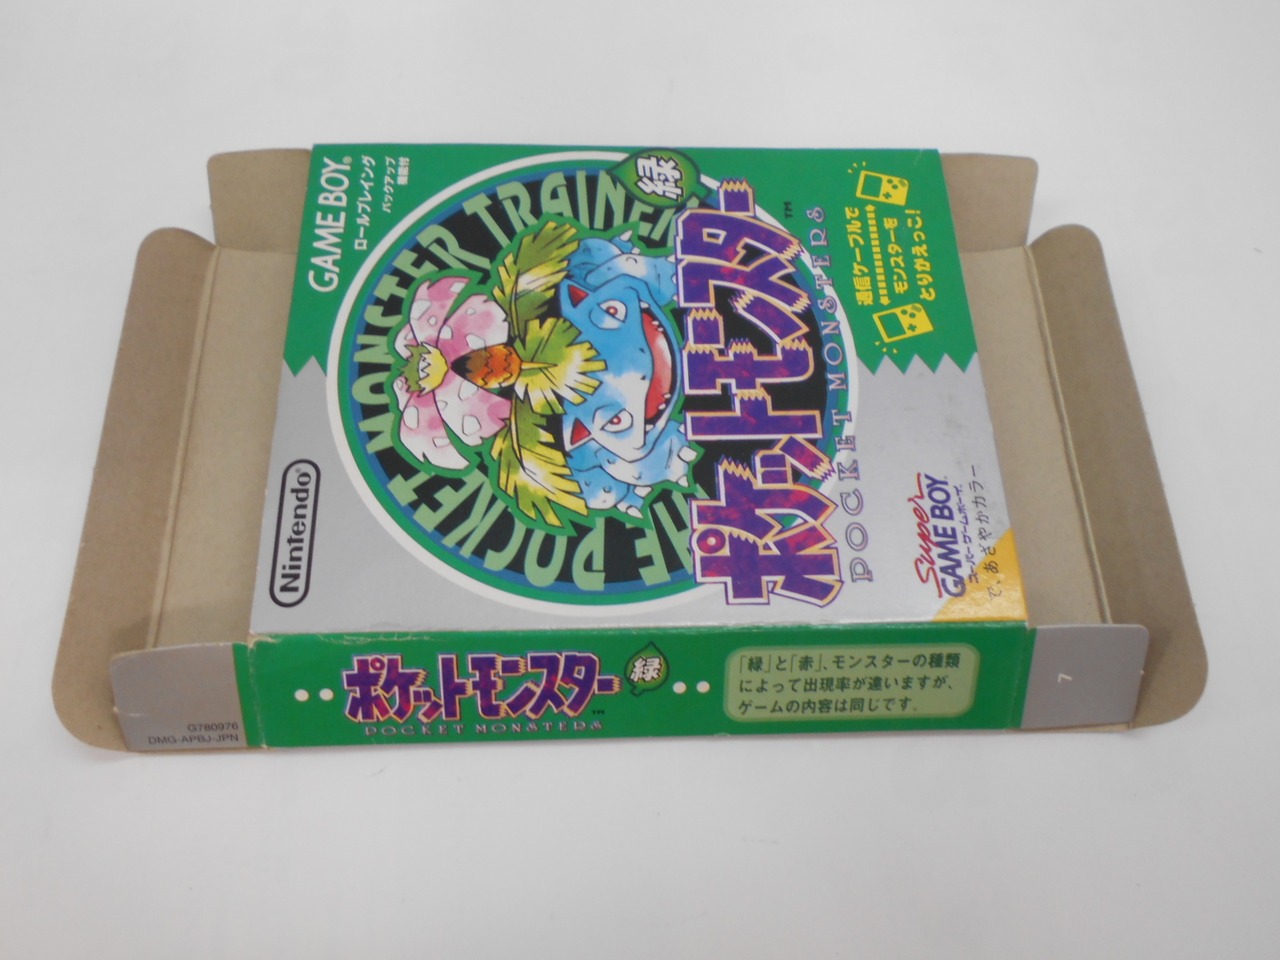 GAME BOY®
ロールプレイング
バックアップ
機能付
THE POCKET MONSTER TRAINER
緑
ポケットモンスター
TM
POCKET MONSTERS
通信ケーブルで
モンスターを
とりかえっこ!
Nintendo®
Super
GAME BOY
スーパーゲームボーイ
で、あざやかカラー
ポケットモンスター
緑
TM
POCKET MONSTERS
「緑」と「赤」、モンスターの種類
によって出現率が違いますが、
ゲームの内容は同じです。
G780976
DMG-APBJ-JPN
7